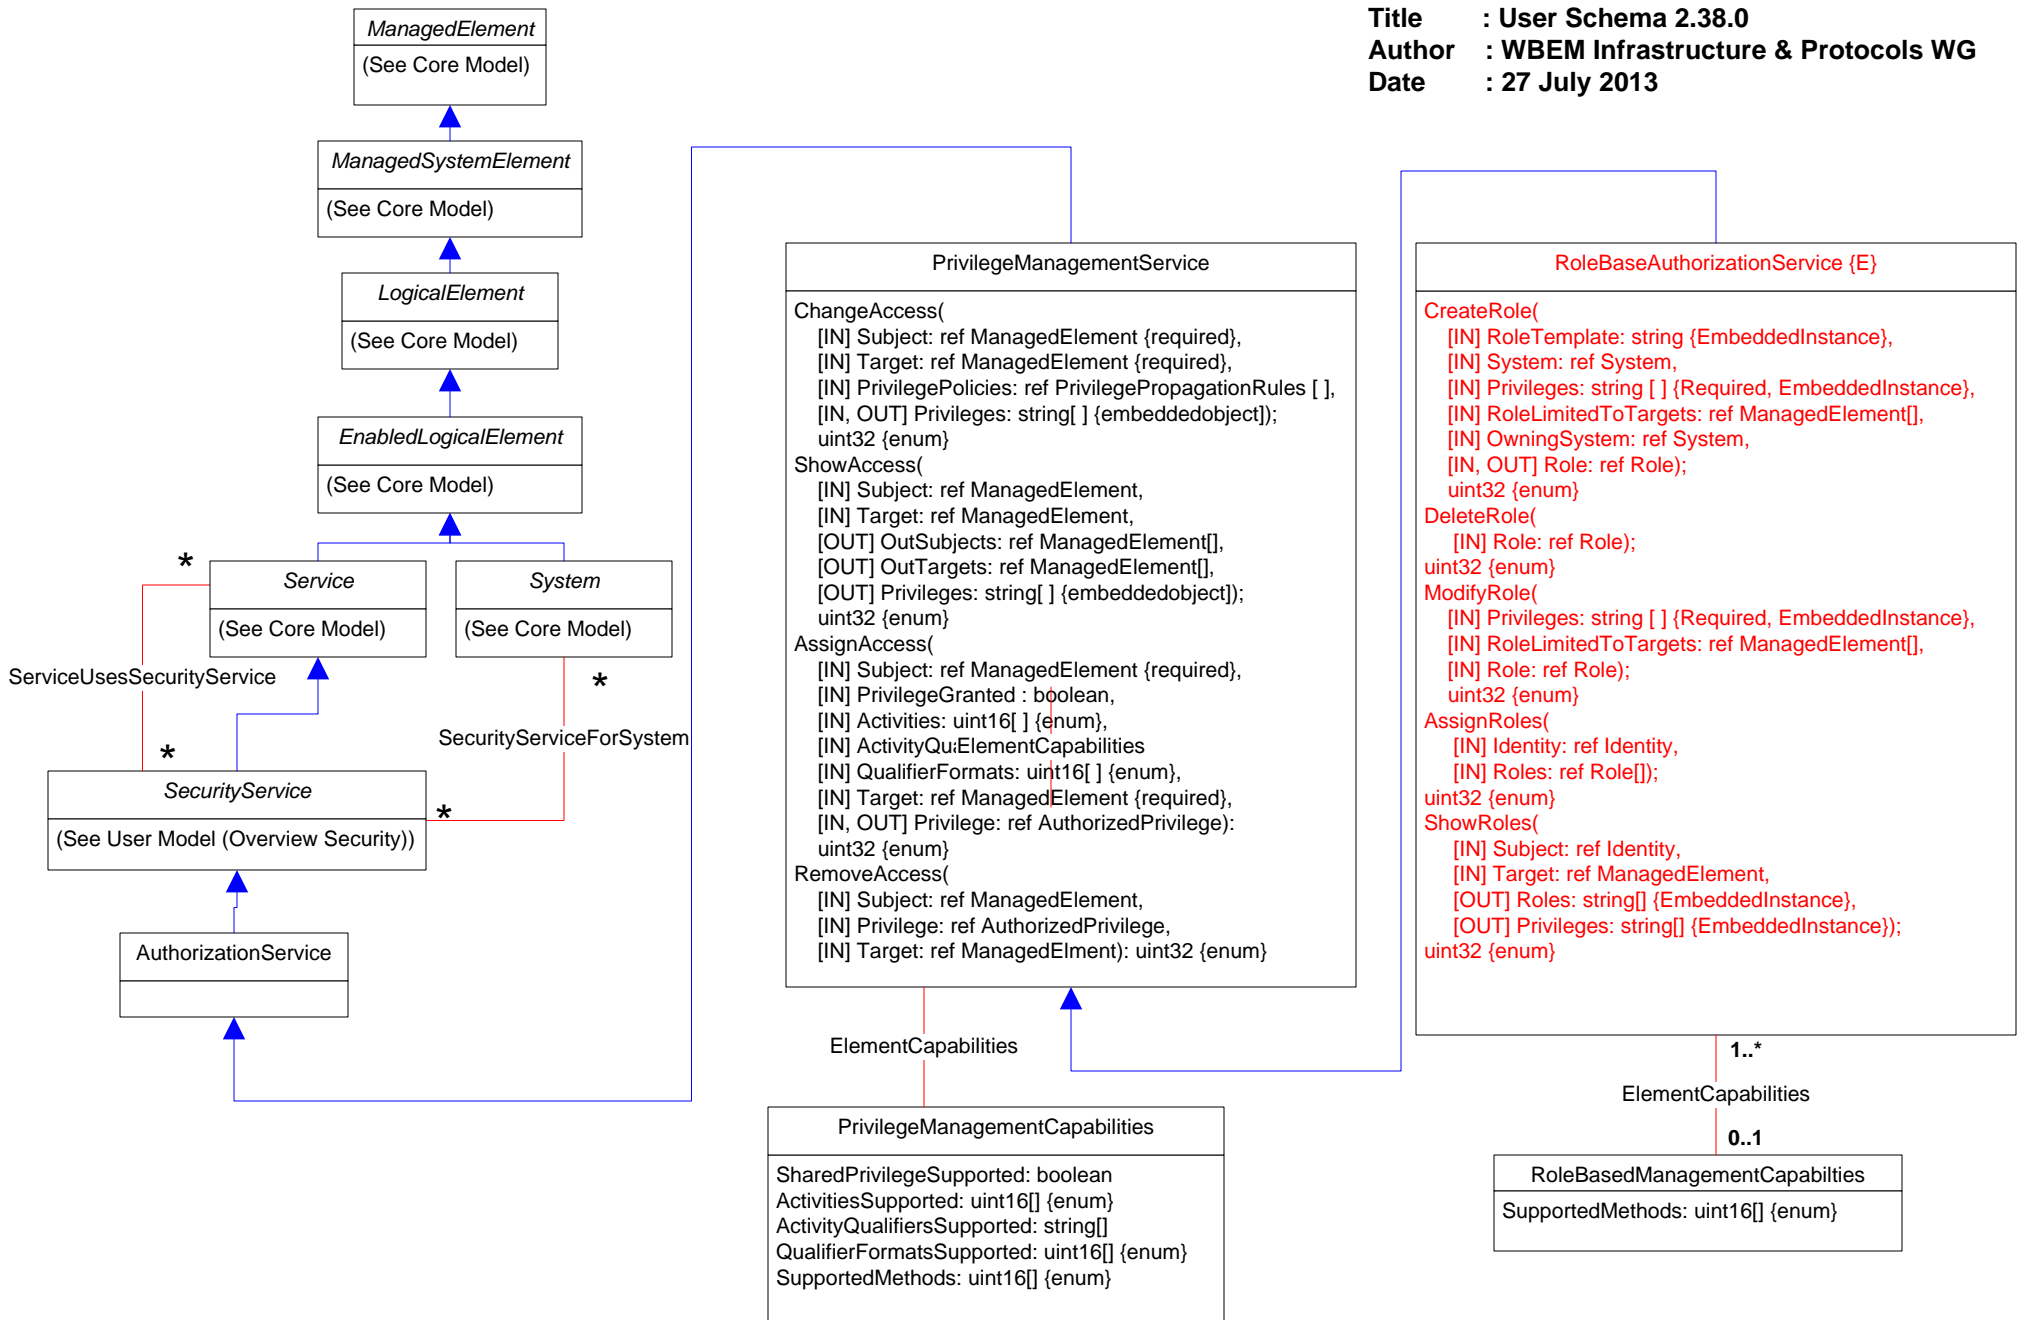 Title : User Schema 2.38.0
Author : WBEM Infrastructure & Protocols WG
Date : 27 July 2013
ManagedElement
(See Core Model)
ManagedSystemElement
(See Core Model)
LogicalElement
(See Core Model)
EnabledLogicalElement
(See Core Model)
*
Service
(See Core Model)
System
(See Core Model)
ServiceUsesSecurityService
*
*
SecurityServiceForSystem
SecurityService
(See User Model (Overview Security))
*
AuthorizationService
PrivilegeManagementService
ChangeAccess(
[IN] Subject: ref ManagedElement {required},
[IN] Target: ref ManagedElement {required},
[IN] PrivilegePolicies: ref PrivilegePropagationRules [ ],
[IN, OUT] Privileges: string[ ] {embeddedobject]);
uint32 {enum}
ShowAccess(
[IN] Subject: ref ManagedElement,
[IN] Target: ref ManagedElement,
[OUT] OutSubjects: ref ManagedElement[],
[OUT] OutTargets: ref ManagedElement[],
[OUT] Privileges: string[ ] {embeddedobject]);
uint32 {enum}
AssignAccess(
[IN] Subject: ref ManagedElement {required},
[IN] PrivilegeGranted : boolean,
[IN] Activities: uint16[ ] {enum},
[IN] ElementCapabilities
[IN] QualifierFormats: uint16[ ] {enum},
[IN] Target: ref ManagedElement {required},
[IN, OUT] Privilege: ref AuthorizedPrivilege):
uint32 {enum}
RemoveAccess(
[IN] Subject: ref ManagedElement,
[IN] Privilege: ref AuthorizedPrivilege,
[IN] Target: ref ManagedElment): uint32 {enum}
ElementCapabilities
PrivilegeManagementCapabilities
SharedPrivilegeSupported: boolean
ActivitiesSupported: uint16[] {enum}
ActivityQualifiersSupported: string[]
QualifierFormatsSupported: uint16[] {enum}
SupportedMethods: uint16[] {enum}
RoleBaseAuthorizationService {E}
CreateRole(
[IN] RoleTemplate: string {EmbeddedInstance},
[IN] System: ref System,
[IN] Privileges: string [ ] {Required, EmbeddedInstance},
[IN] RoleLimitedToTargets: ref ManagedElement[],
[IN] OwningSystem: ref System,
[IN, OUT] Role: ref Role);
uint32 {enum}
DeleteRole(
[IN] Role: ref Role);
uint32 {enum}
ModifyRole(
[IN] Privileges: string [ ] {Required, EmbeddedInstance},
[IN] RoleLimitedToTargets: ref ManagedElement[],
[IN] Role: ref Role);
uint32 {enum}
AssignRoles(
[IN] Identity: ref Identity,
[IN] Roles: ref Role[]);
uint32 {enum}
ShowRoles(
[IN] Subject: ref Identity,
[IN] Target: ref ManagedElement,
[OUT] Roles: string[] {EmbeddedInstance},
[OUT] Privileges: string[] {EmbeddedInstance});
uint32 {enum}
1..*
ElementCapabilities
0..1
RoleBasedManagementCapabilties
SupportedMethods: uint16[] {enum}